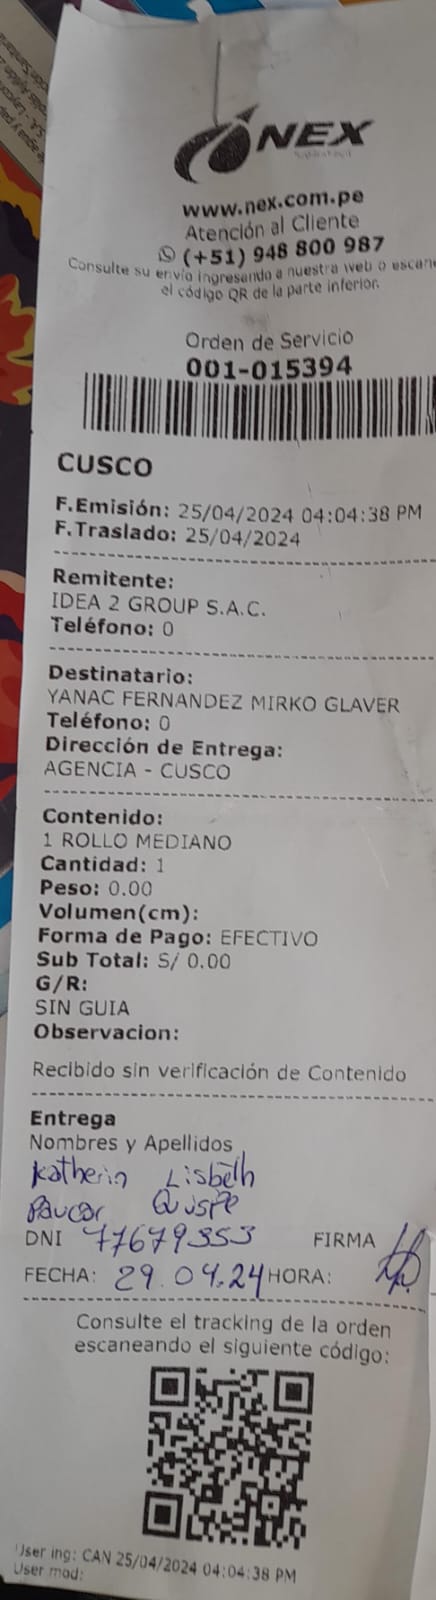 NEX
www.nex.com.pe
Atención al Cliente
(+51) 948 800 987
Consulte su envío ingresando a nuestra web o escane
el código QR de la parte inferior.
Orden de Servicio
001-015394
CUSCO
F.Emisión: 25/04/2024 04:04:38 PM
F.Traslado: 25/04/2024
Remitente:
IDEA 2 GROUP S.A.C.
Teléfono: 0
Destinatario:
YANAC FERNANDEZ MIRKO GLAVER
Teléfono: 0
Dirección de Entrega:
AGENCIA - CUSCO
Contenido:
1 ROLLO MEDIANO
Cantidad: 1
Peso: 0.00
Volumen(cm):
Forma de Pago: EFECTIVO
Sub Total: S/ 0.00
G/R:
SIN GUIA
Observacion:
Recibido sin verificación de Contenido
Entrega
Nombres y Apellidos
Katherin Lisbeth
Paucar Quispe
DNI 77679353 FIRMA
FECHA: 29.04.24 HORA:
Consulte el tracking de la orden
escaneando el siguiente código:
User ing: CAN 25/04/2024 04:04:38 PM
User mod: